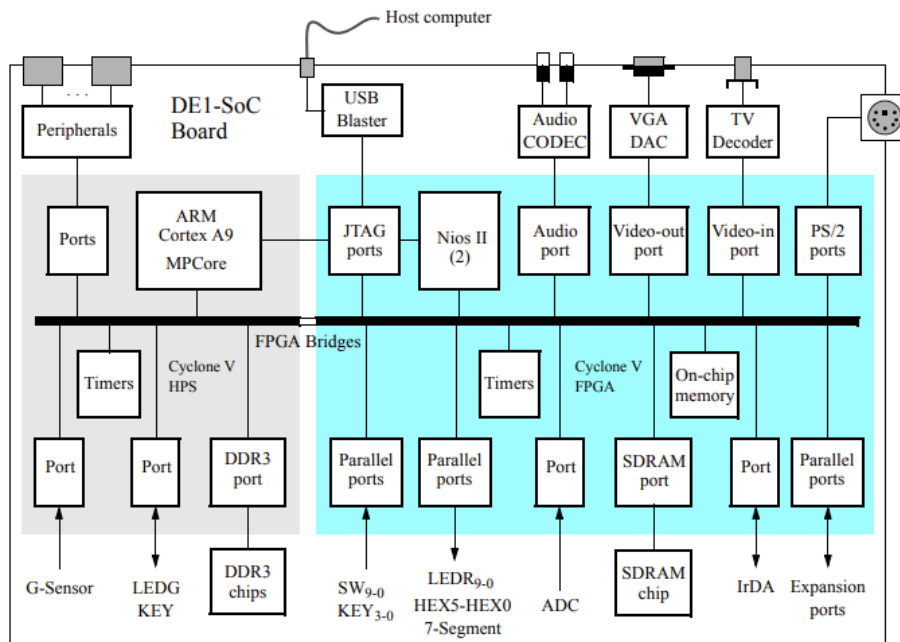 Host computer
DE1-SoC
Board
Peripherals
. . .
USB
Blaster
Audio
CODEC
VGA
DAC
TV
Decoder
Ports
ARM
Cortex A9
MPCore
JTAG
ports
Nios II
(2)
Audio
port
Video-out
port
Video-in
port
PS/2
ports
FPGA Bridges
Timers
Cyclone V
HPS
Timers
Cyclone V
FPGA
On-chip
memory
Port
Port
DDR3
port
Parallel
ports
Parallel
ports
Port
SDRAM
port
Port
Parallel
ports
G-Sensor
LEDG
KEY
DDR3
chips
SW9-0
KEY3-0
LEDR9-0
HEX5-HEX0
7-Segment
ADC
SDRAM
chip
IrDA
Expansion
ports